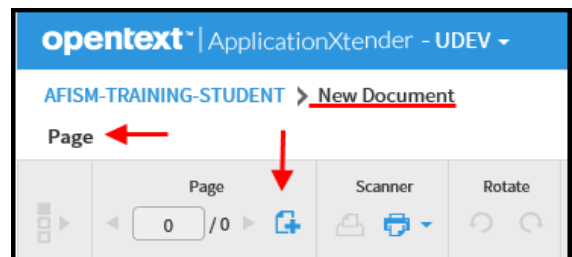 opentext™ | ApplicationXtender - UDEV
AFISM-TRAINING-STUDENT > New Document
Page
Page Scanner Rotate
0 / 0